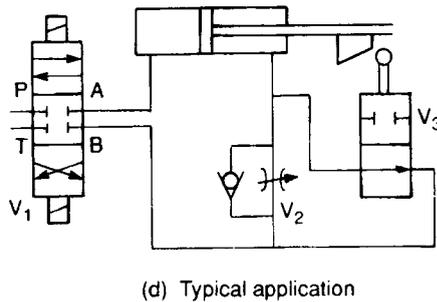 P A
T B
V1
V2
V3
(d) Typical application